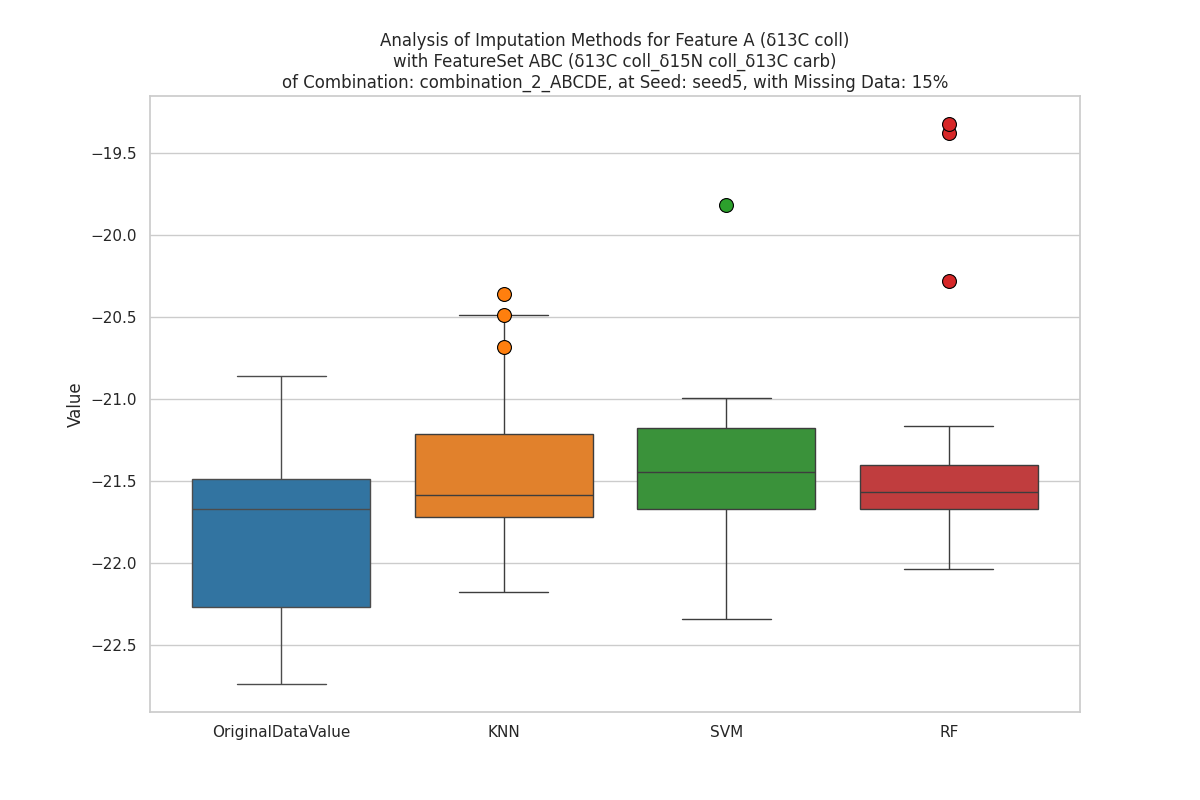 Analysis of Imputation Methods for Feature A (δ13C coll)
with FeatureSet ABC (δ13C coll_δ15N coll_δ13C carb)
of Combination: combination_2_ABCDE, at Seed: seed5, with Missing Data: 15%
Value
−19.5
−20.0
−20.5
−21.0
−21.5
−22.0
−22.5
OriginalDataValue
KNN
SVM
RF